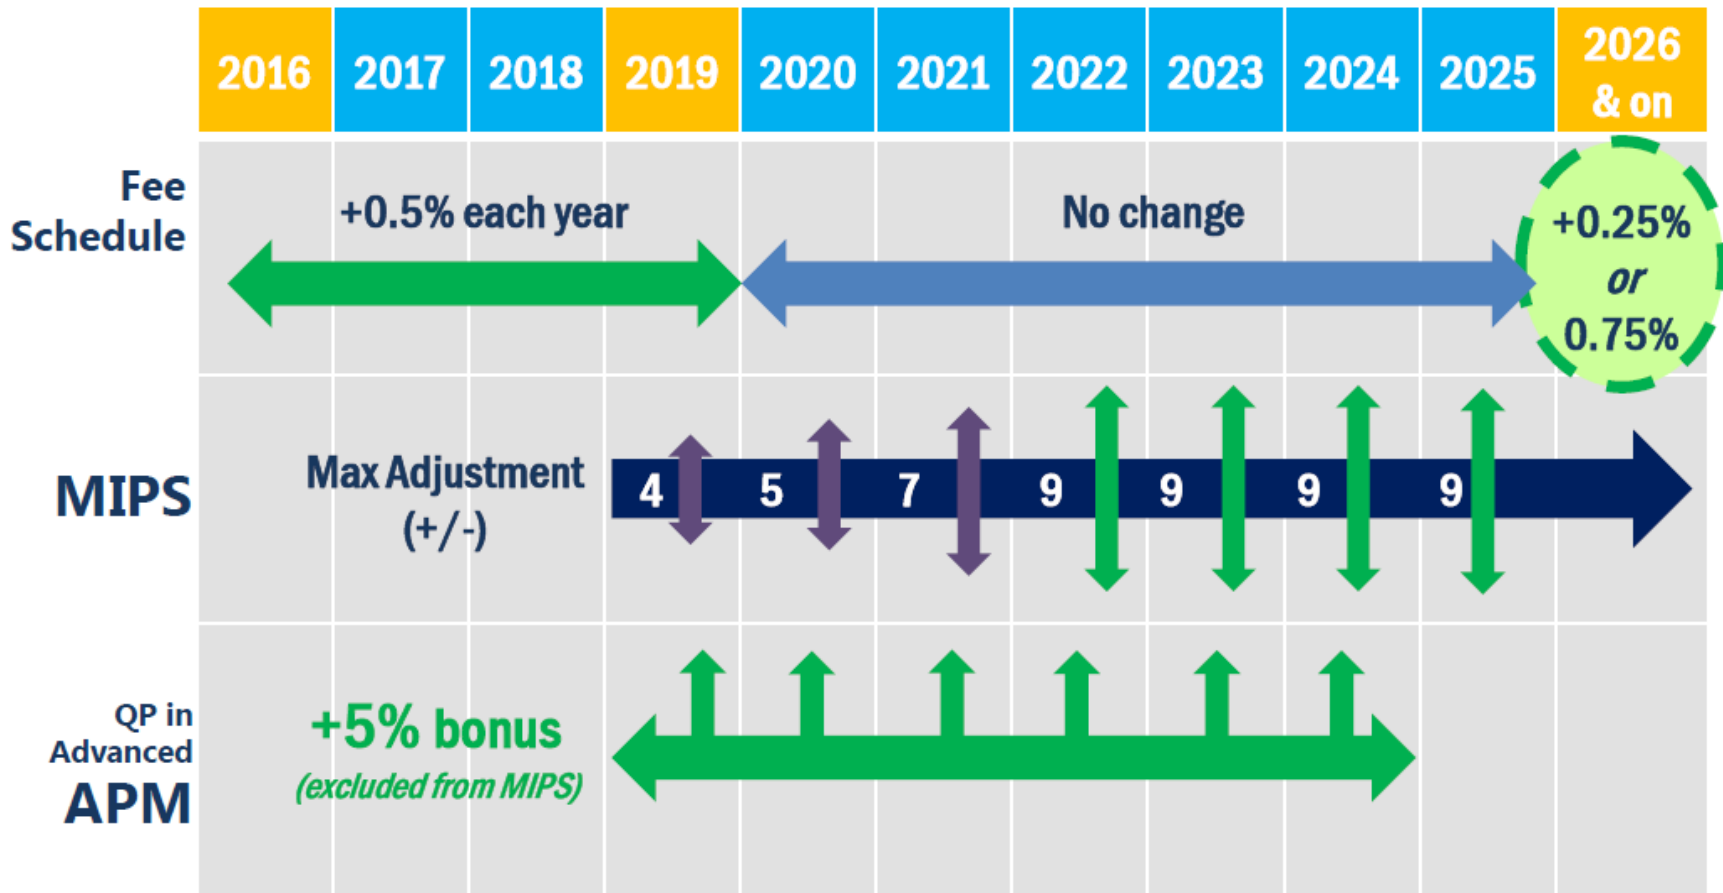 2016 2017 2018 2019 2020 2021 2022 2023 2024 2025 2026
& on
Fee
Schedule
+0.5% each year
No change
+0.25%
or
0.75%
MIPS
Max Adjustment
(+/-)
4 5 7 9 9 9 9
QP in
Advanced
APM
+5% bonus
(excluded from MIPS)